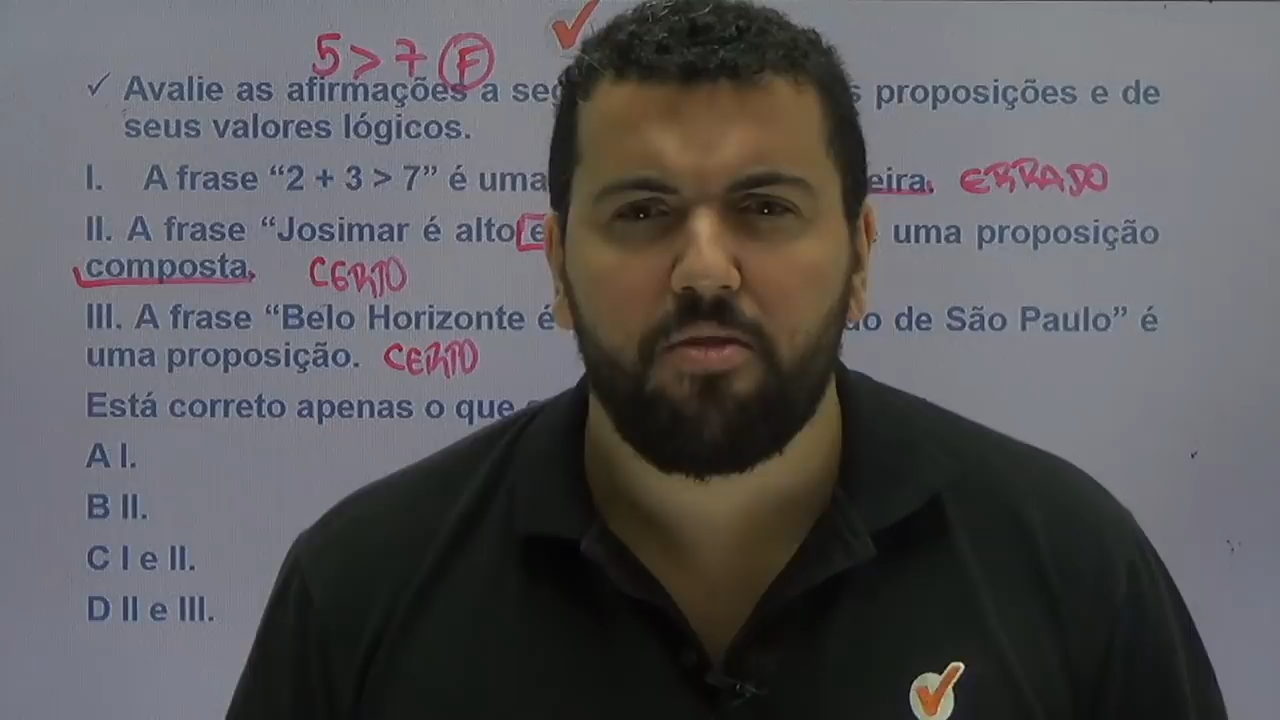 5 > 7 F
✓ Avalie as afirmações a s proposições e de
seus valores lógicos.
I. A frase “2 + 3 > 7” é uma eira. ERRADO
II. A frase “Josimar é alto e uma proposição
composta. CERTO
III. A frase “Belo Horizonte é do de São Paulo” é
uma proposição. CERTO
Está correto apenas o que
A I.
B II.
C I e II.
D II e III.